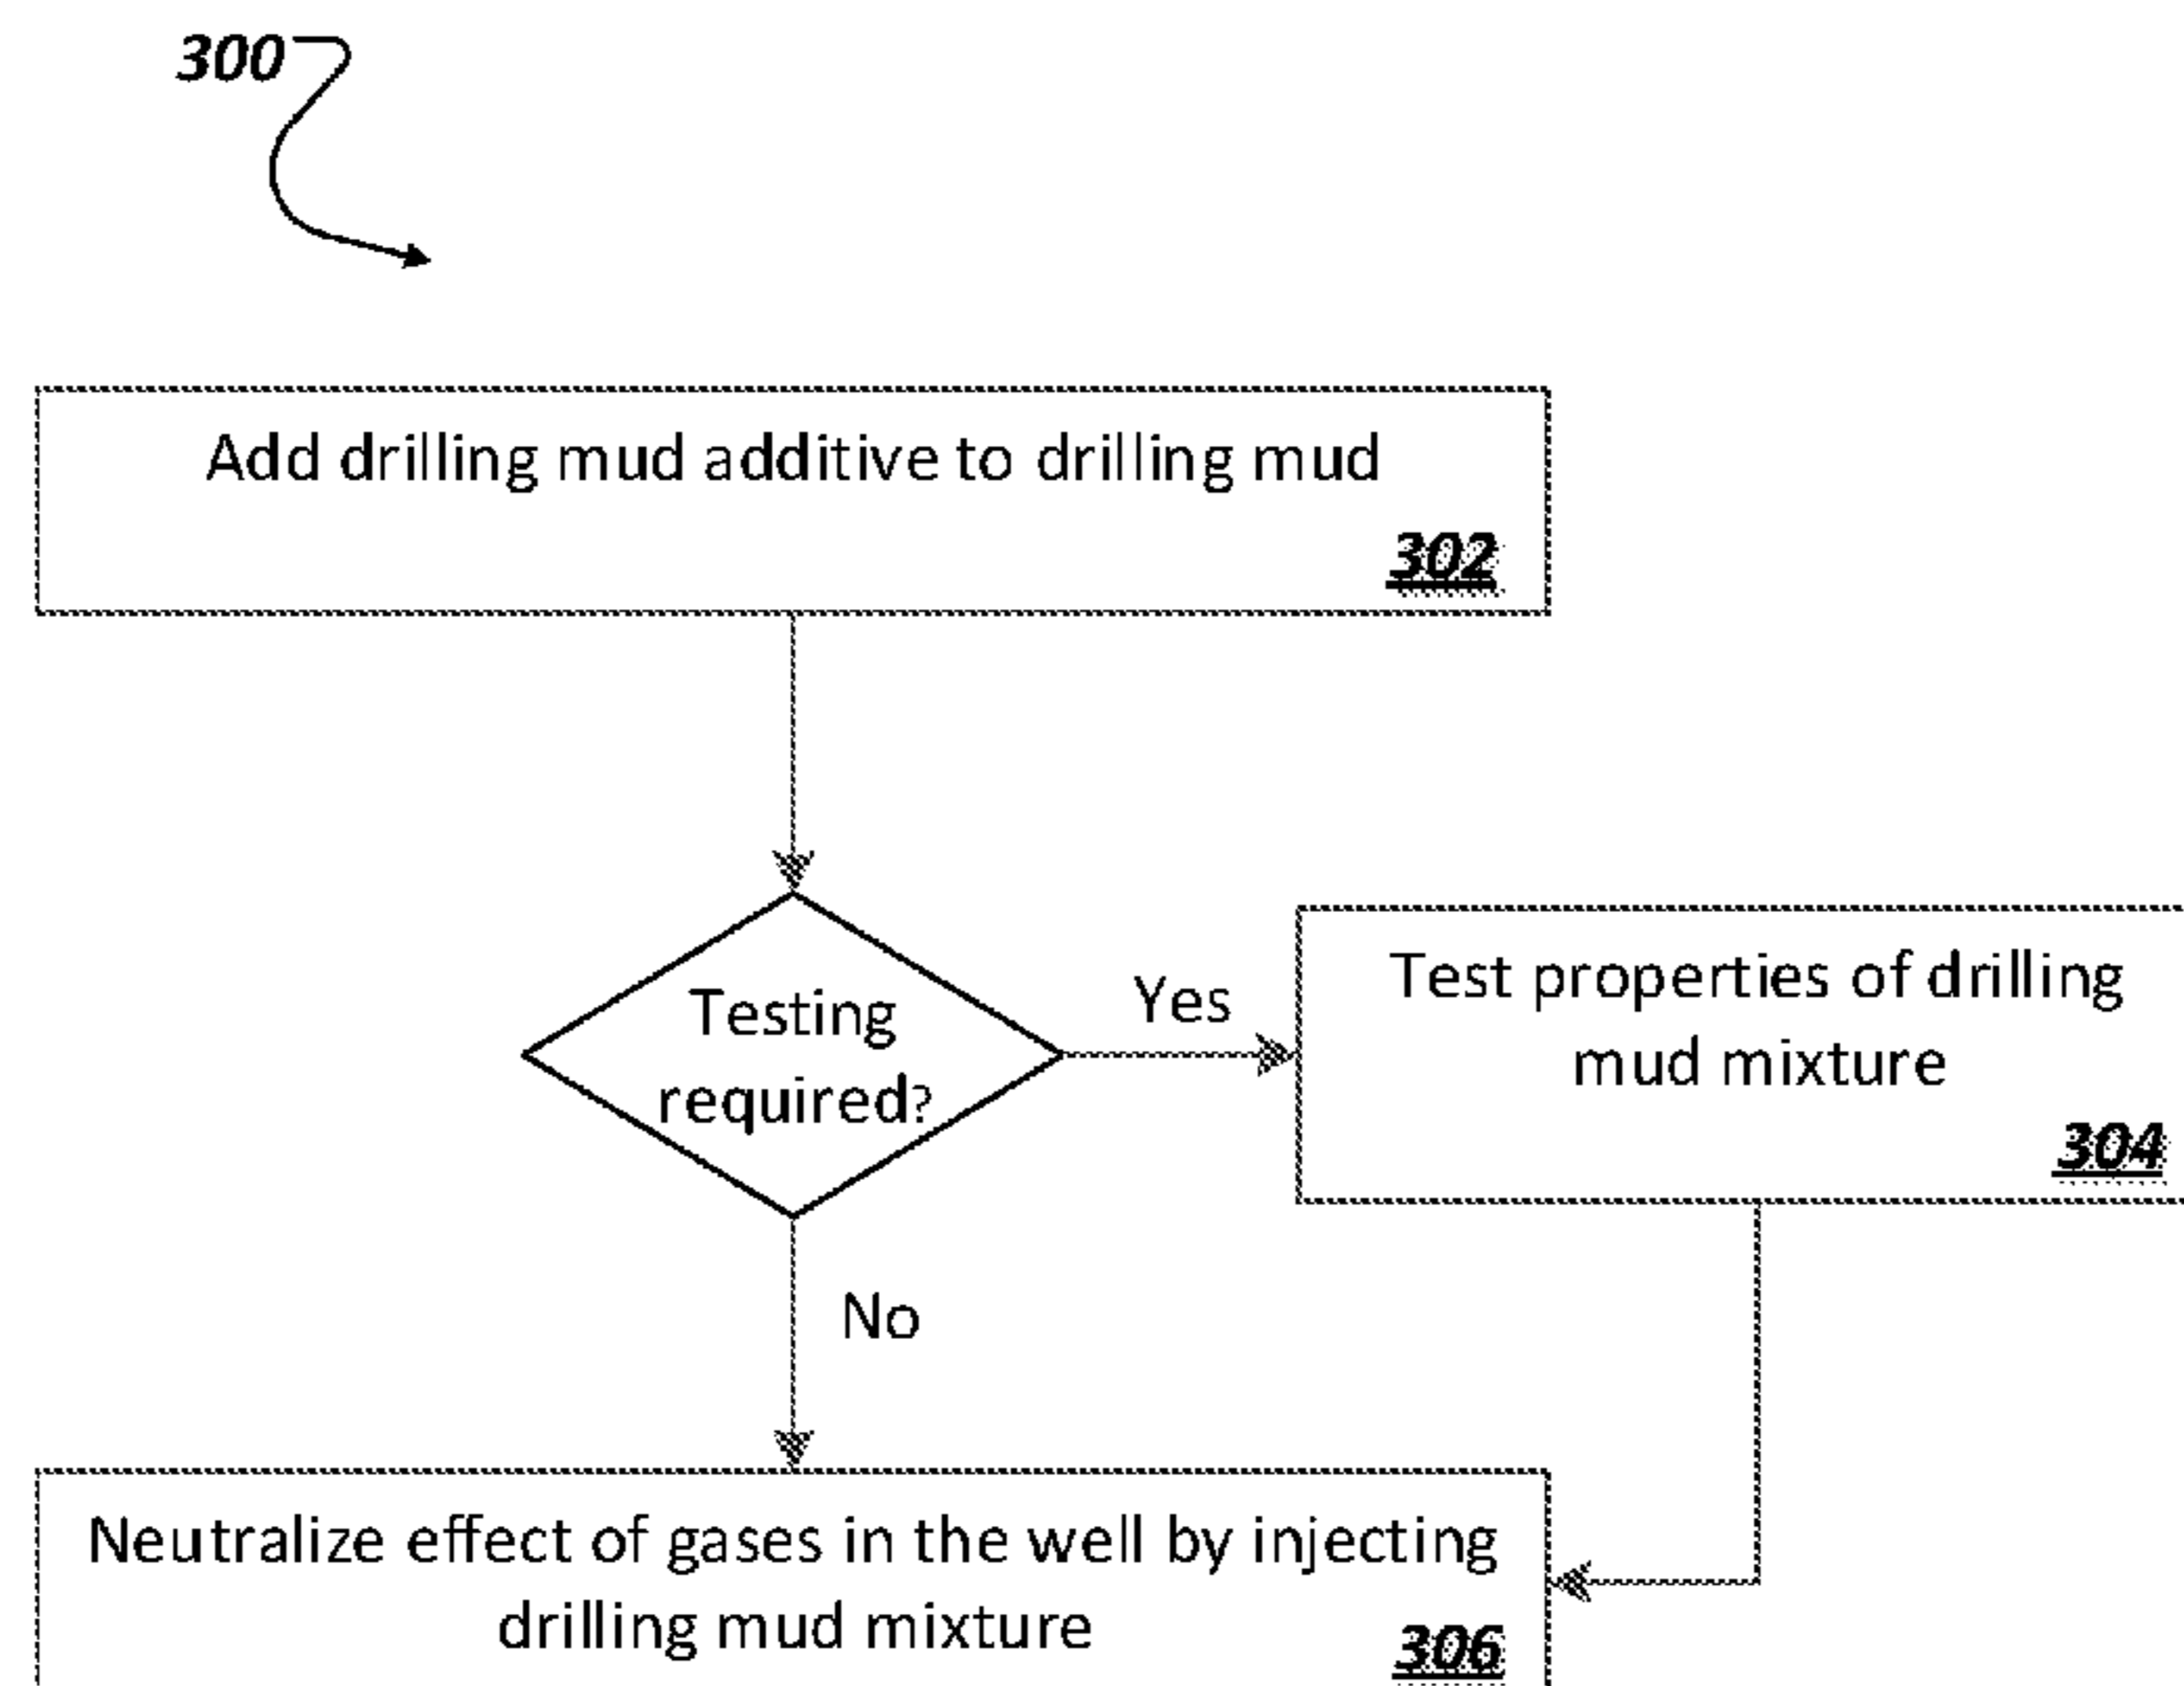 300
Add drilling mud additive to drilling mud
302
Testing
required?
Yes
Test properties of drilling
mud mixture
304
No
Neutralize effect of gases in the well by injecting
drilling mud mixture
306